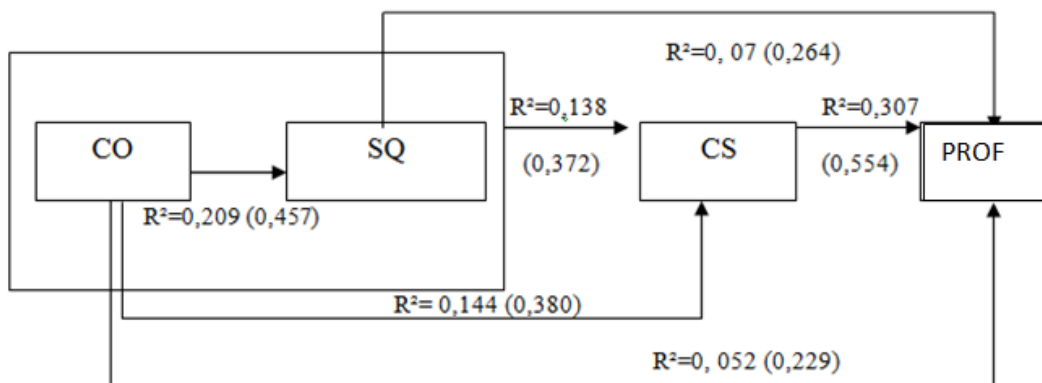 R²=0, 07 (0,264)
R²=0,138
R²=0,307
CO
SQ
CS
PROF
(0,372)
(0,554)
R²=0,209 (0,457)
R²= 0,144 (0,380)
R²=0, 052 (0,229)